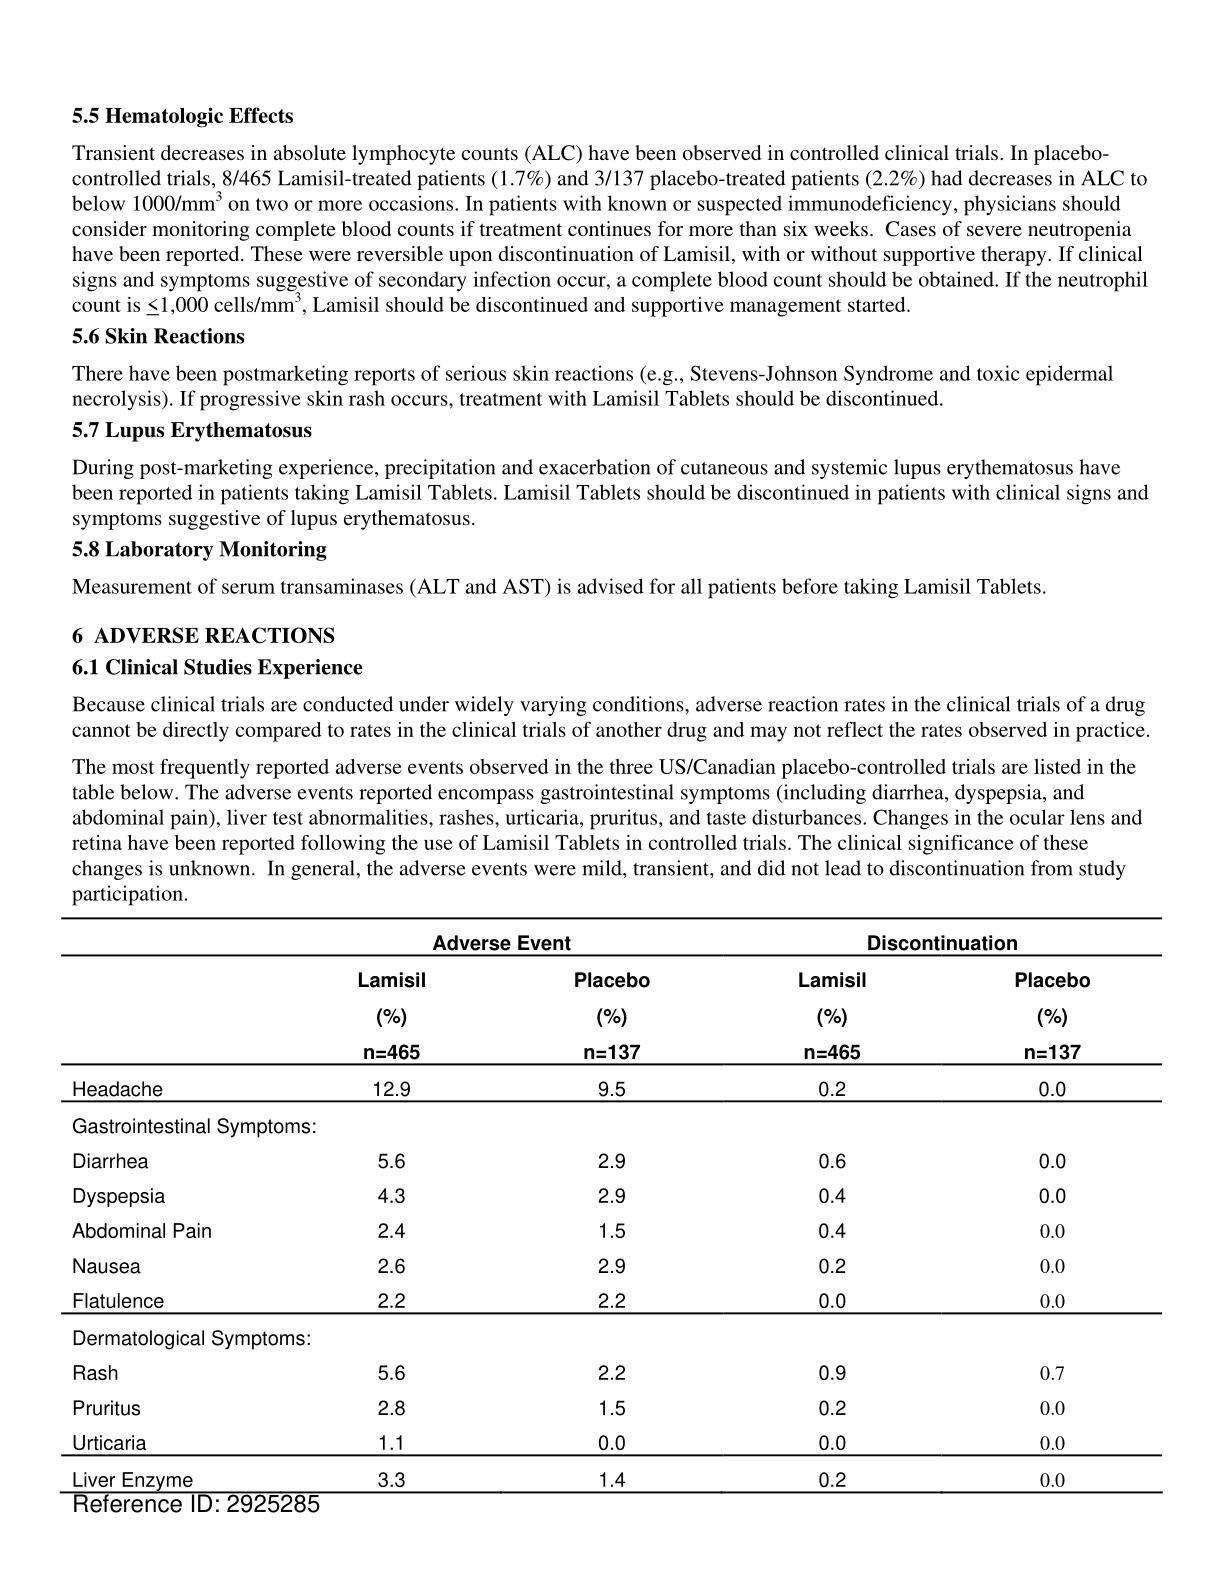 5.5 Hematologic Effects
Transient decreases in absolute lymphocyte counts (ALC) have been observed in controlled clinical trials. In placebo-
controlled trials, 8/465 Lamisil-treated patients (1.7%) and 3/137 placebo-treated patients (2.2%) had decreases in ALC to
below 1000/mm³ on two or more occasions. In patients with known or suspected immunodeficiency, physicians should
consider monitoring complete blood counts if treatment continues for more than six weeks. Cases of severe neutropenia
have been reported. These were reversible upon discontinuation of Lamisil, with or without supportive therapy. If clinical
signs and symptoms suggestive of secondary infection occur, a complete blood count should be obtained. If the neutrophil
count is ≤1,000 cells/mm³, Lamisil should be discontinued and supportive management started.
5.6 Skin Reactions
There have been postmarketing reports of serious skin reactions (e.g., Stevens-Johnson Syndrome and toxic epidermal
necrolysis). If progressive skin rash occurs, treatment with Lamisil Tablets should be discontinued.
5.7 Lupus Erythematosus
During post-marketing experience, precipitation and exacerbation of cutaneous and systemic lupus erythematosus have
been reported in patients taking Lamisil Tablets. Lamisil Tablets should be discontinued in patients with clinical signs and
symptoms suggestive of lupus erythematosus.
5.8 Laboratory Monitoring
Measurement of serum transaminases (ALT and AST) is advised for all patients before taking Lamisil Tablets.
6 ADVERSE REACTIONS
6.1 Clinical Studies Experience
Because clinical trials are conducted under widely varying conditions, adverse reaction rates in the clinical trials of a drug
cannot be directly compared to rates in the clinical trials of another drug and may not reflect the rates observed in practice.
The most frequently reported adverse events observed in the three US/Canadian placebo-controlled trials are listed in the
table below. The adverse events reported encompass gastrointestinal symptoms (including diarrhea, dyspepsia, and
abdominal pain), liver test abnormalities, rashes, urticaria, pruritus, and taste disturbances. Changes in the ocular lens and
retina have been reported following the use of Lamisil Tablets in controlled trials. The clinical significance of these
changes is unknown. In general, the adverse events were mild, transient, and did not lead to discontinuation from study
participation.
Adverse Event Discontinuation
Lamisil Placebo Lamisil Placebo
(%) (%) (%) (%)
n=465 n=137 n=465 n=137
Headache 12.9 9.5 0.2 0.0
Gastrointestinal Symptoms:
Diarrhea 5.6 2.9 0.6 0.0
Dyspepsia 4.3 2.9 0.4 0.0
Abdominal Pain 2.4 1.5 0.4 0.0
Nausea 2.6 2.9 0.2 0.0
Flatulence 2.2 2.2 0.0 0.0
Dermatological Symptoms:
Rash 5.6 2.2 0.9 0.7
Pruritus 2.8 1.5 0.2 0.0
Urticaria 1.1 0.0 0.0 0.0
Liver Enzyme 3.3 1.4 0.2 0.0
Reference ID: 2925285